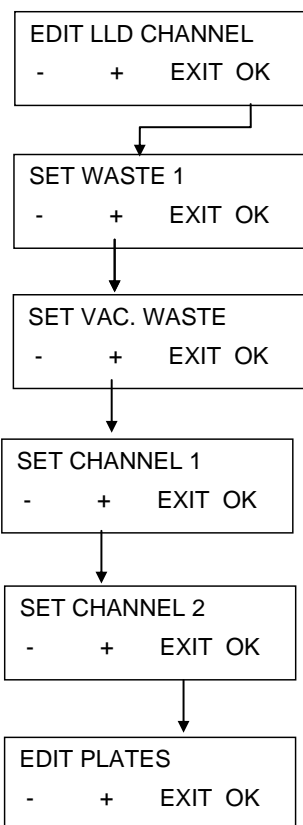 EDIT LLD CHANNEL
- + EXIT OK
SET WASTE 1
- + EXIT OK
SET VAC. WASTE
- + EXIT OK
SET CHANNEL 1
- + EXIT OK
SET CHANNEL 2
- + EXIT OK
EDIT PLATES
- + EXIT OK